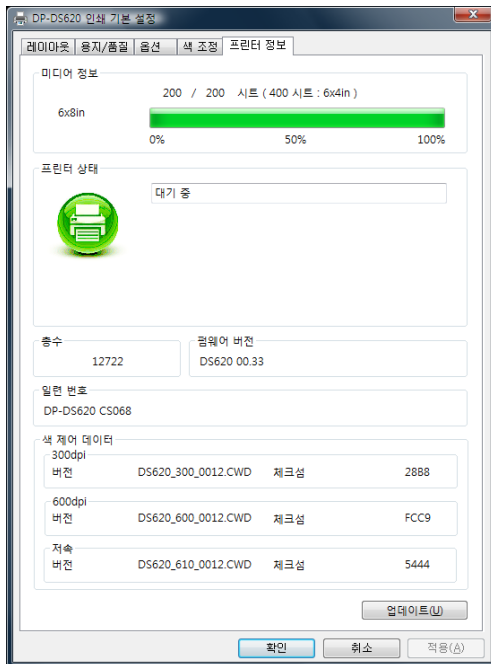 DP-DS620 인쇄 기본 설정
레이아웃 용지/품질 옵션 색 조정 프린터 정보
미디어 정보
200 / 200 시트 ( 400 시트 : 6x4in )
6x8in
0% 50% 100%
프린터 상태
대기 중
총수
12722
펌웨어 버전
DS620 00.33
일련 번호
DP-DS620 CS068
색 제어 데이터
300dpi
버전 DS620_300_0012.CWD 체크섬 28B8
600dpi
버전 DS620_600_0012.CWD 체크섬 FCC9
저속
버전 DS620_610_0012.CWD 체크섬 5444
업데이트(U)
확인 취소 적용(A)